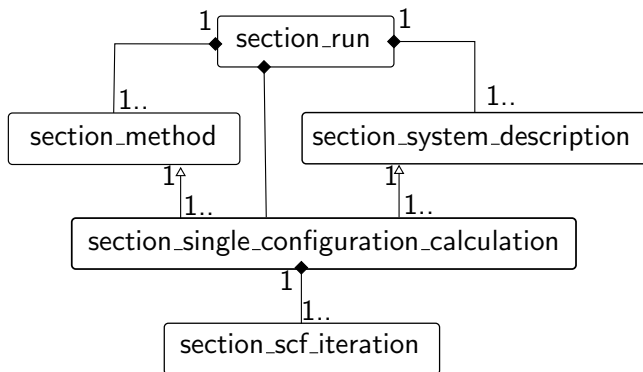 1
section_run
1
1..
1..
section_method
section_system_description
1
1
1..
1..
section_single_configuration_calculation
1
1..
section_scf_iteration